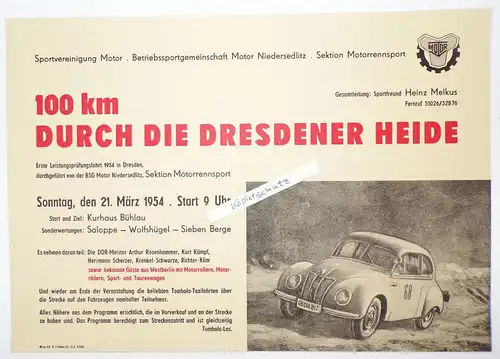 Sportvereinigung Motor . Betriebssportgemeinschaft Motor Niedersedlitz . Sektion Motorrennsport
MOTOR
Gesamtleitung: Sportfreund Heinz Melkus
Fernruf 51026/32876
100 km
DURCH DIE DRESDENER HEIDE
Erste Leistungsprüfungsfahrt 1954 in Dresden,
durchgeführt von der BSG Motor Niedersedlitz, Sektion Motorrennsport
Kopierschutz
Sonntag, den 21. März 1954 . Start 9 Uhr
Start und Ziel: Kurhaus Bühlau
Sonderwertungen: Saloppe — Wolfshügel — Sieben Berge
Es nehmen daran teil: Die DDR-Meister Arthur Rosenhammer, Kurt Kämpf,
Herrmann Scherzer, Krenkel-Schwarze, Richter-Klim
sowie bekannte Gäste aus Westberlin mit Motorrollern, Motor-
rädern, Sport- und Tourenwagen
Und wieder am Ende der Veranstaltung die beliebten Tombola-Taxifahrten über
die Strecke auf den Fahrzeugen namhafter Teilnehmer.
Alles Nähere aus dem Programm ersichtlich, die im Vorverkauf und an der Strecke
zu haben sind. Das Programm berechtigt zum Streckenzutritt und ist gleichzeitig
Tombola-Los.
68